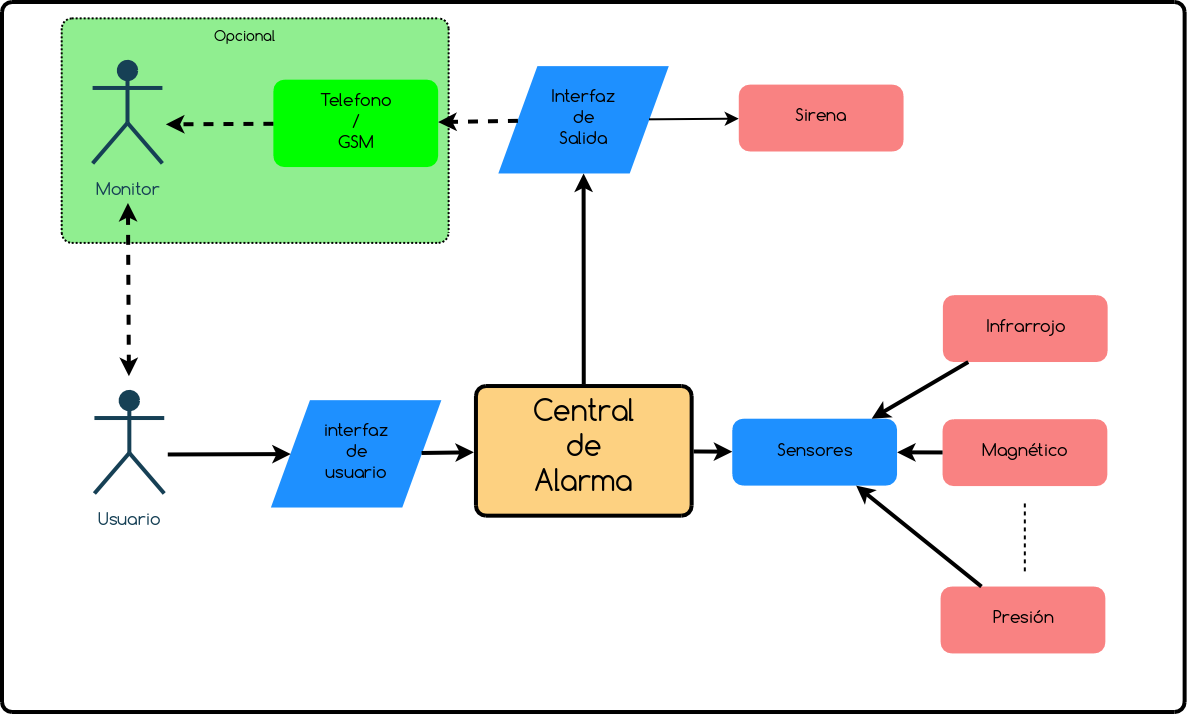 Opcional
Telefono
/
GSM
Monitor
Interfaz
de
Salida
Sirena
Infrarrojo
Central
de
Alarma
interfaz
de
usuario
Sensores
Magnético
Usuario
Presión